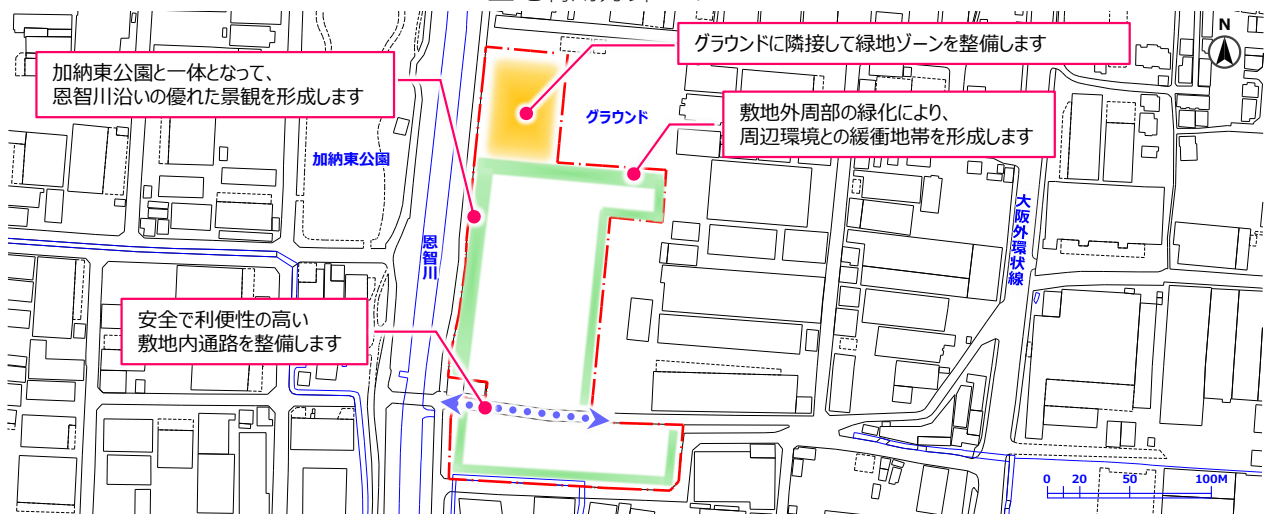 N
グラウンドに隣接して緑地ゾーンを整備します
加納東公園と一体となって、
恩智川沿いの優れた景観を形成します
グラウンド
敷地外周部の緑化により、
周辺環境との緩衝地帯を形成します
加納東公園
恩智川
大阪外環状線
安全で利便性の高い
敷地内通路を整備します
0 20 50 100M